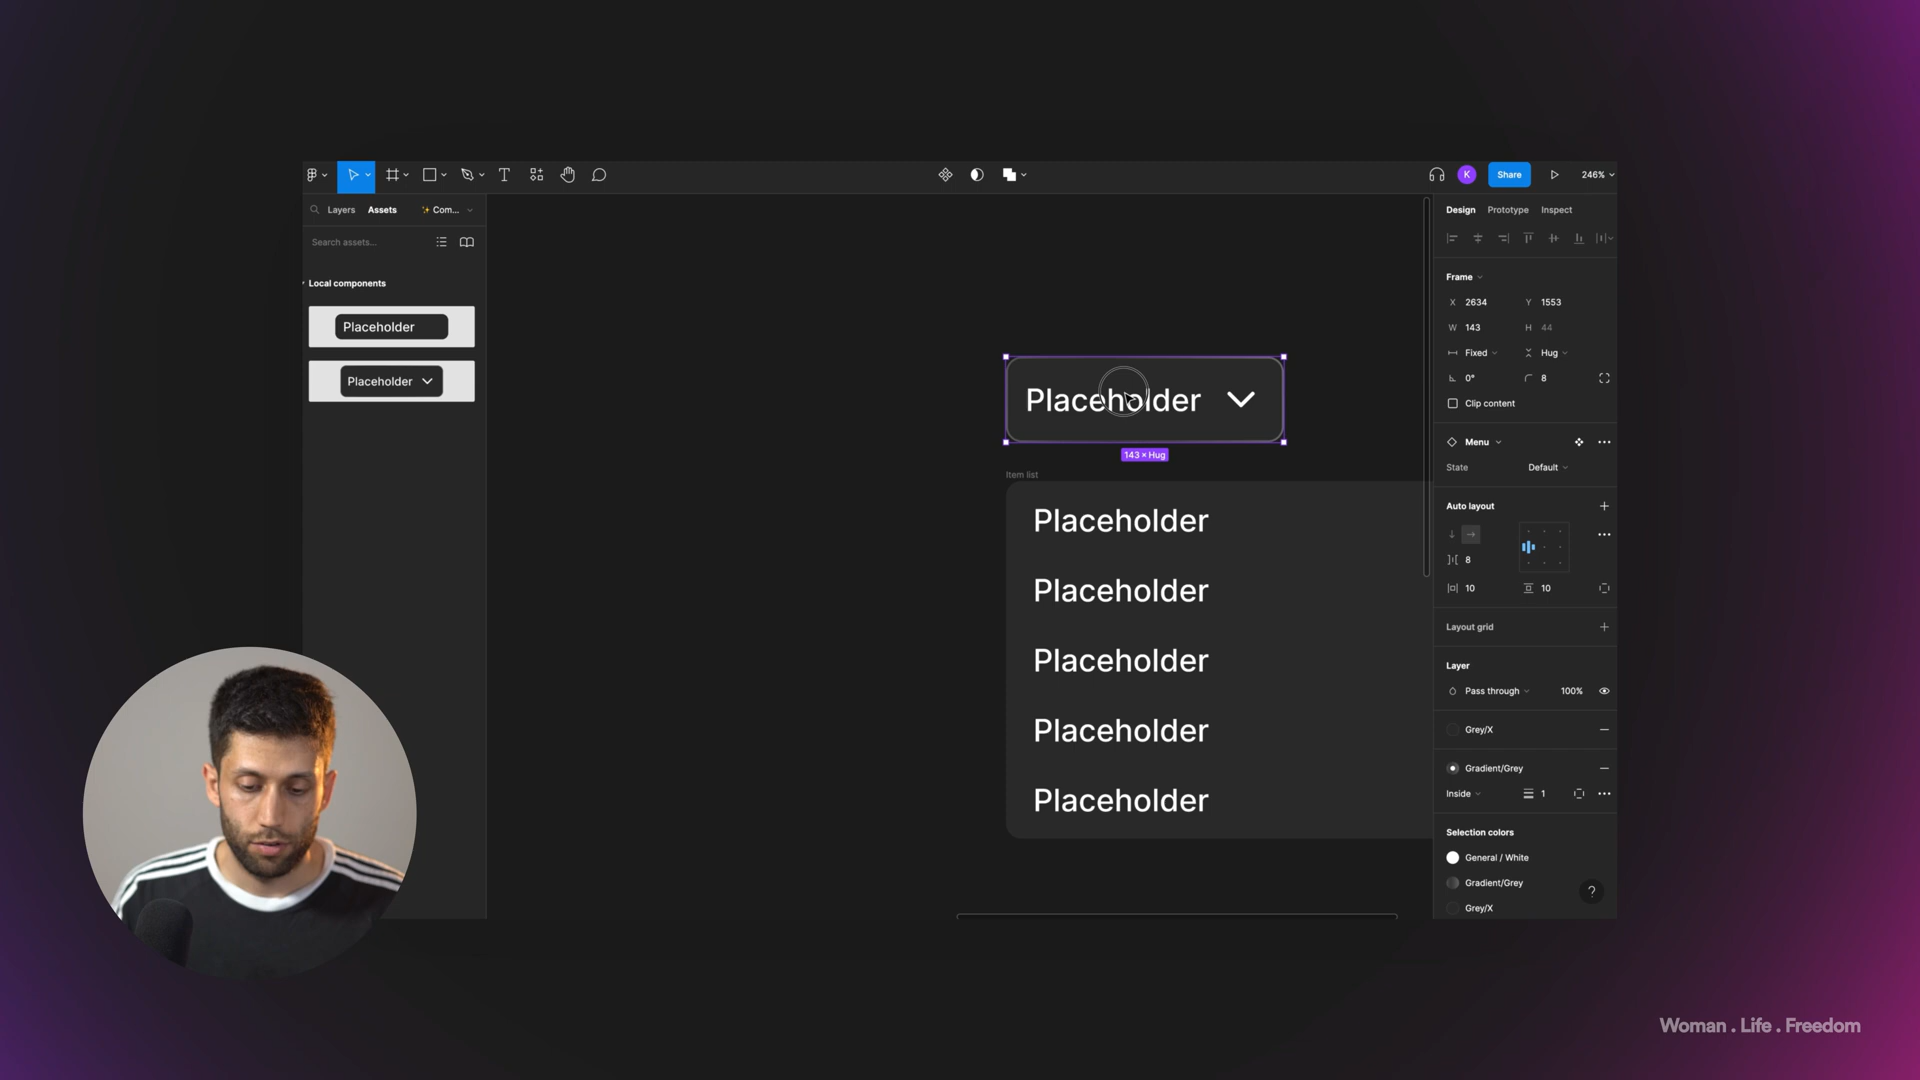 K
Share
246%
Layers
Assets
Com...
Search assets...
Local components
Placeholder
Placeholder
Placeholder
143 × Hug
Item list
Placeholder
Placeholder
Placeholder
Placeholder
Placeholder
Design
Prototype
Inspect
Frame
X 2634
Y 1553
W 143
H 44
Fixed
Hug
0°
8
Clip content
Menu
State
Default
Auto layout
8
10
10
Layout grid
Layer
Pass through
100%
Grey/X
Gradient/Grey
Inside
1
Selection colors
General / White
Gradient/Grey
?
Grey/X
Woman . Life . Freedom